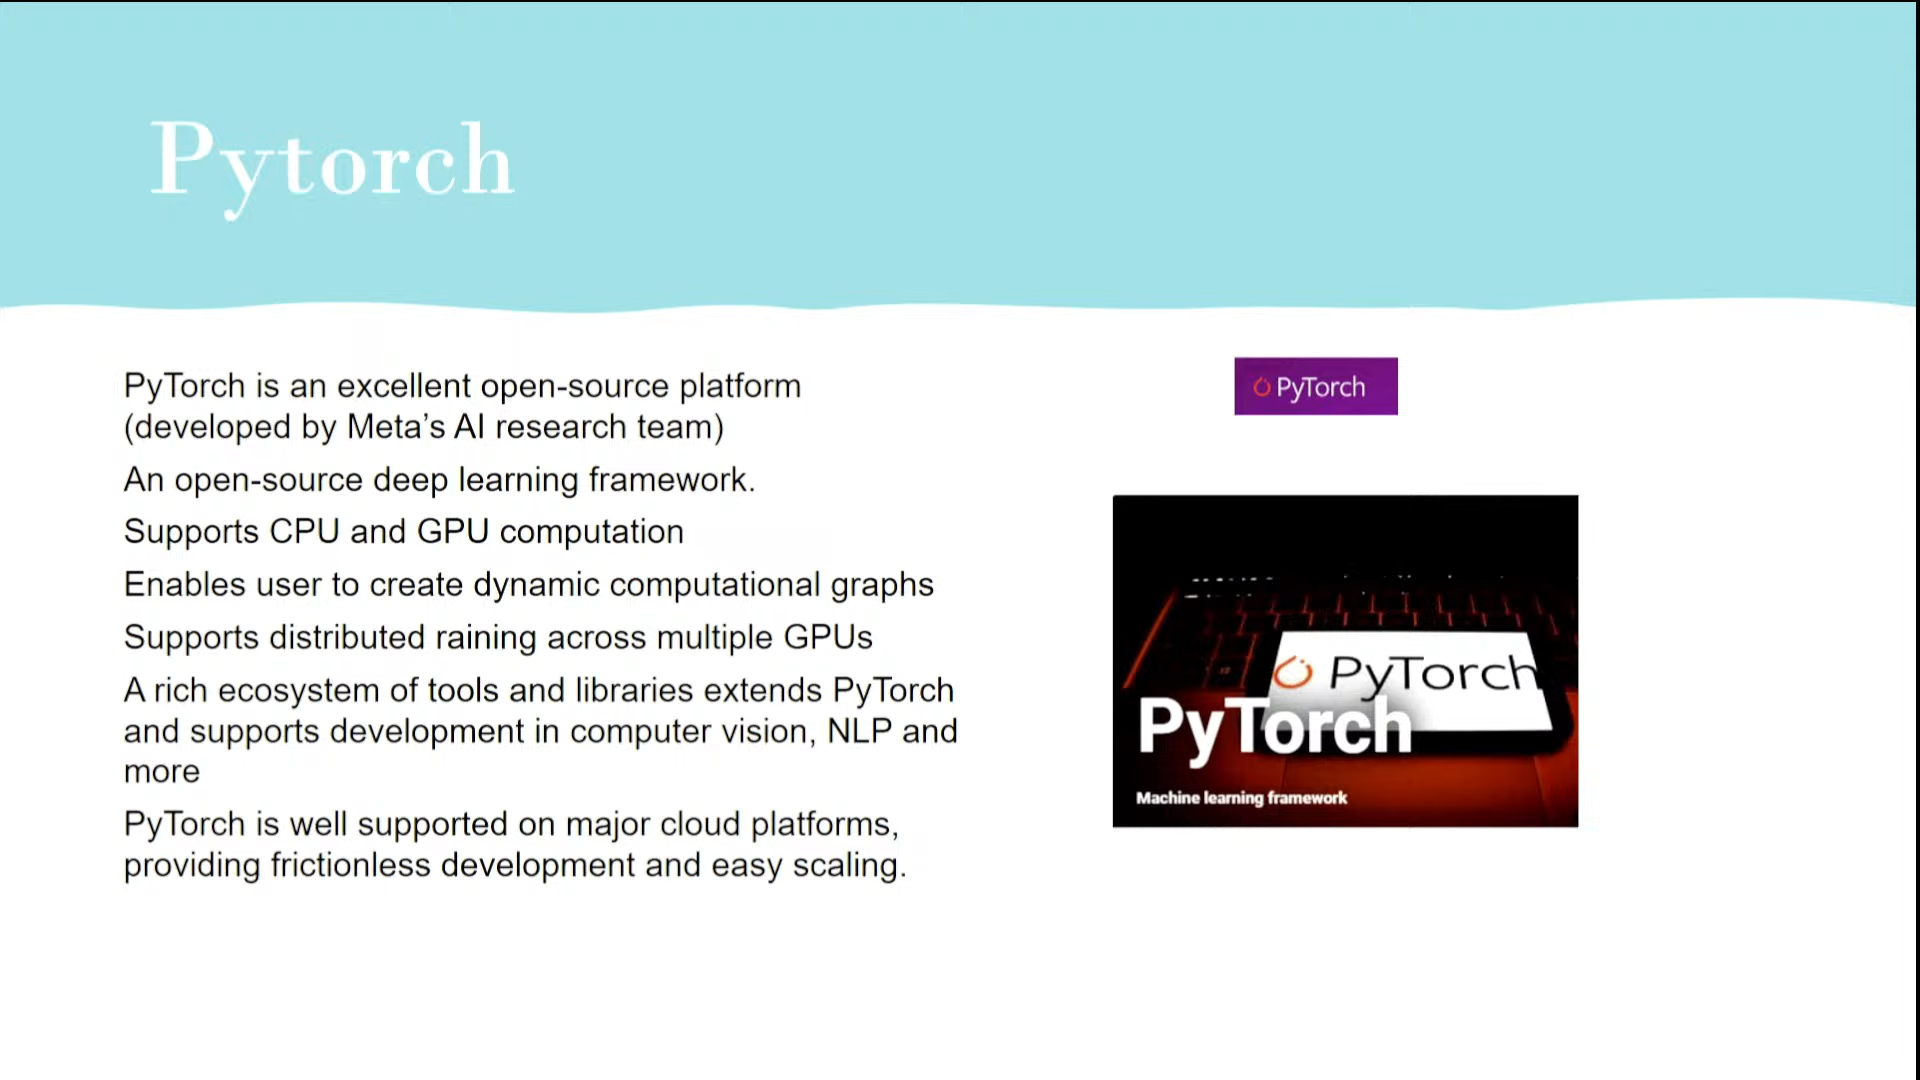 Pytorch
PyTorch is an excellent open-source platform
(developed by Meta’s AI research team)
An open-source deep learning framework.
Supports CPU and GPU computation
Enables user to create dynamic computational graphs
Supports distributed raining across multiple GPUs
A rich ecosystem of tools and libraries extends PyTorch
and supports development in computer vision, NLP and
more
PyTorch is well supported on major cloud platforms,
providing frictionless development and easy scaling.
PyTorch
PyTorch
PyTorch
Machine learning framework